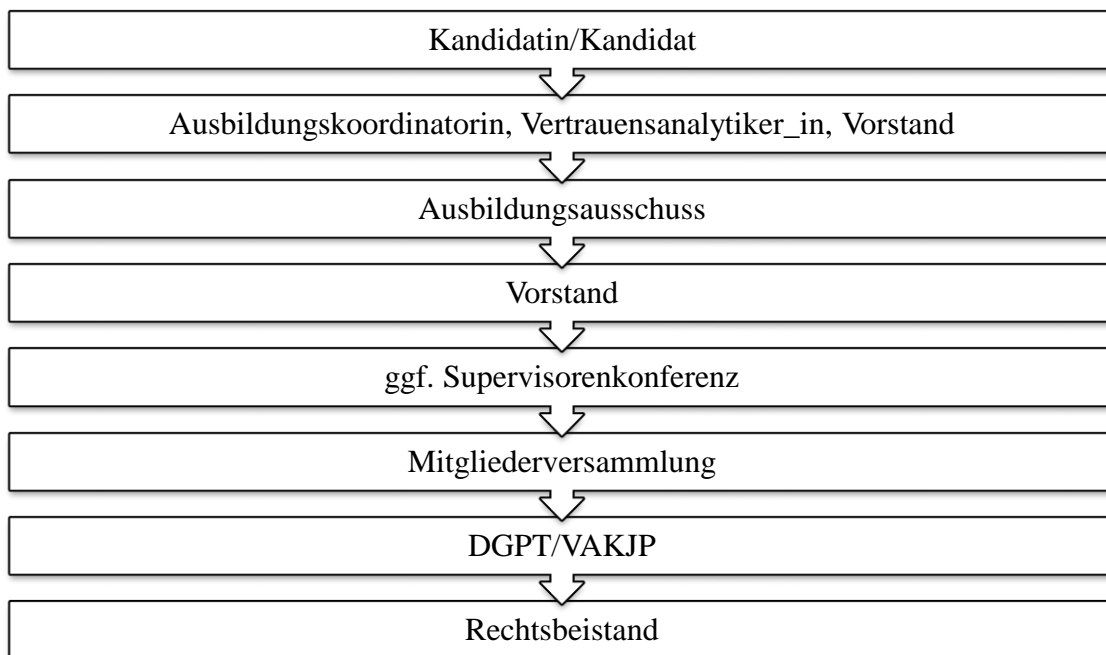 Kandidatin/Kandidat
Ausbildungskoordinatorin, Vertrauensanalytiker_in, Vorstand
Ausbildungsausschuss
Vorstand
ggf. Supervisorenkonferenz
Mitgliederversammlung
DGPT/VAKJP
Rechtsbeistand